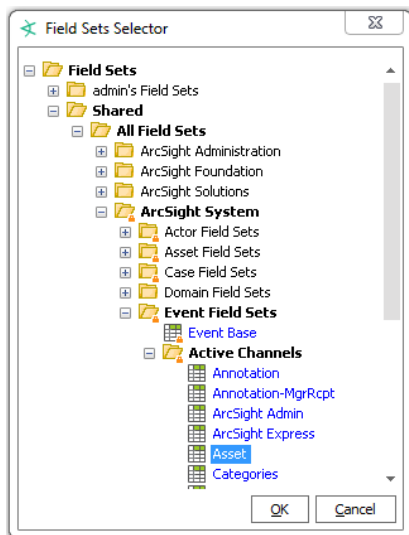 Field Sets Selector
Field Sets
admin's Field Sets
Shared
All Field Sets
ArcSight Administration
ArcSight Foundation
ArcSight Solutions
ArcSight System
Actor Field Sets
Asset Field Sets
Case Field Sets
Domain Field Sets
Event Field Sets
Event Base
Active Channels
Annotation
Annotation-MgrRcpt
ArcSight Admin
ArcSight Express
Asset
Categories
OK Cancel